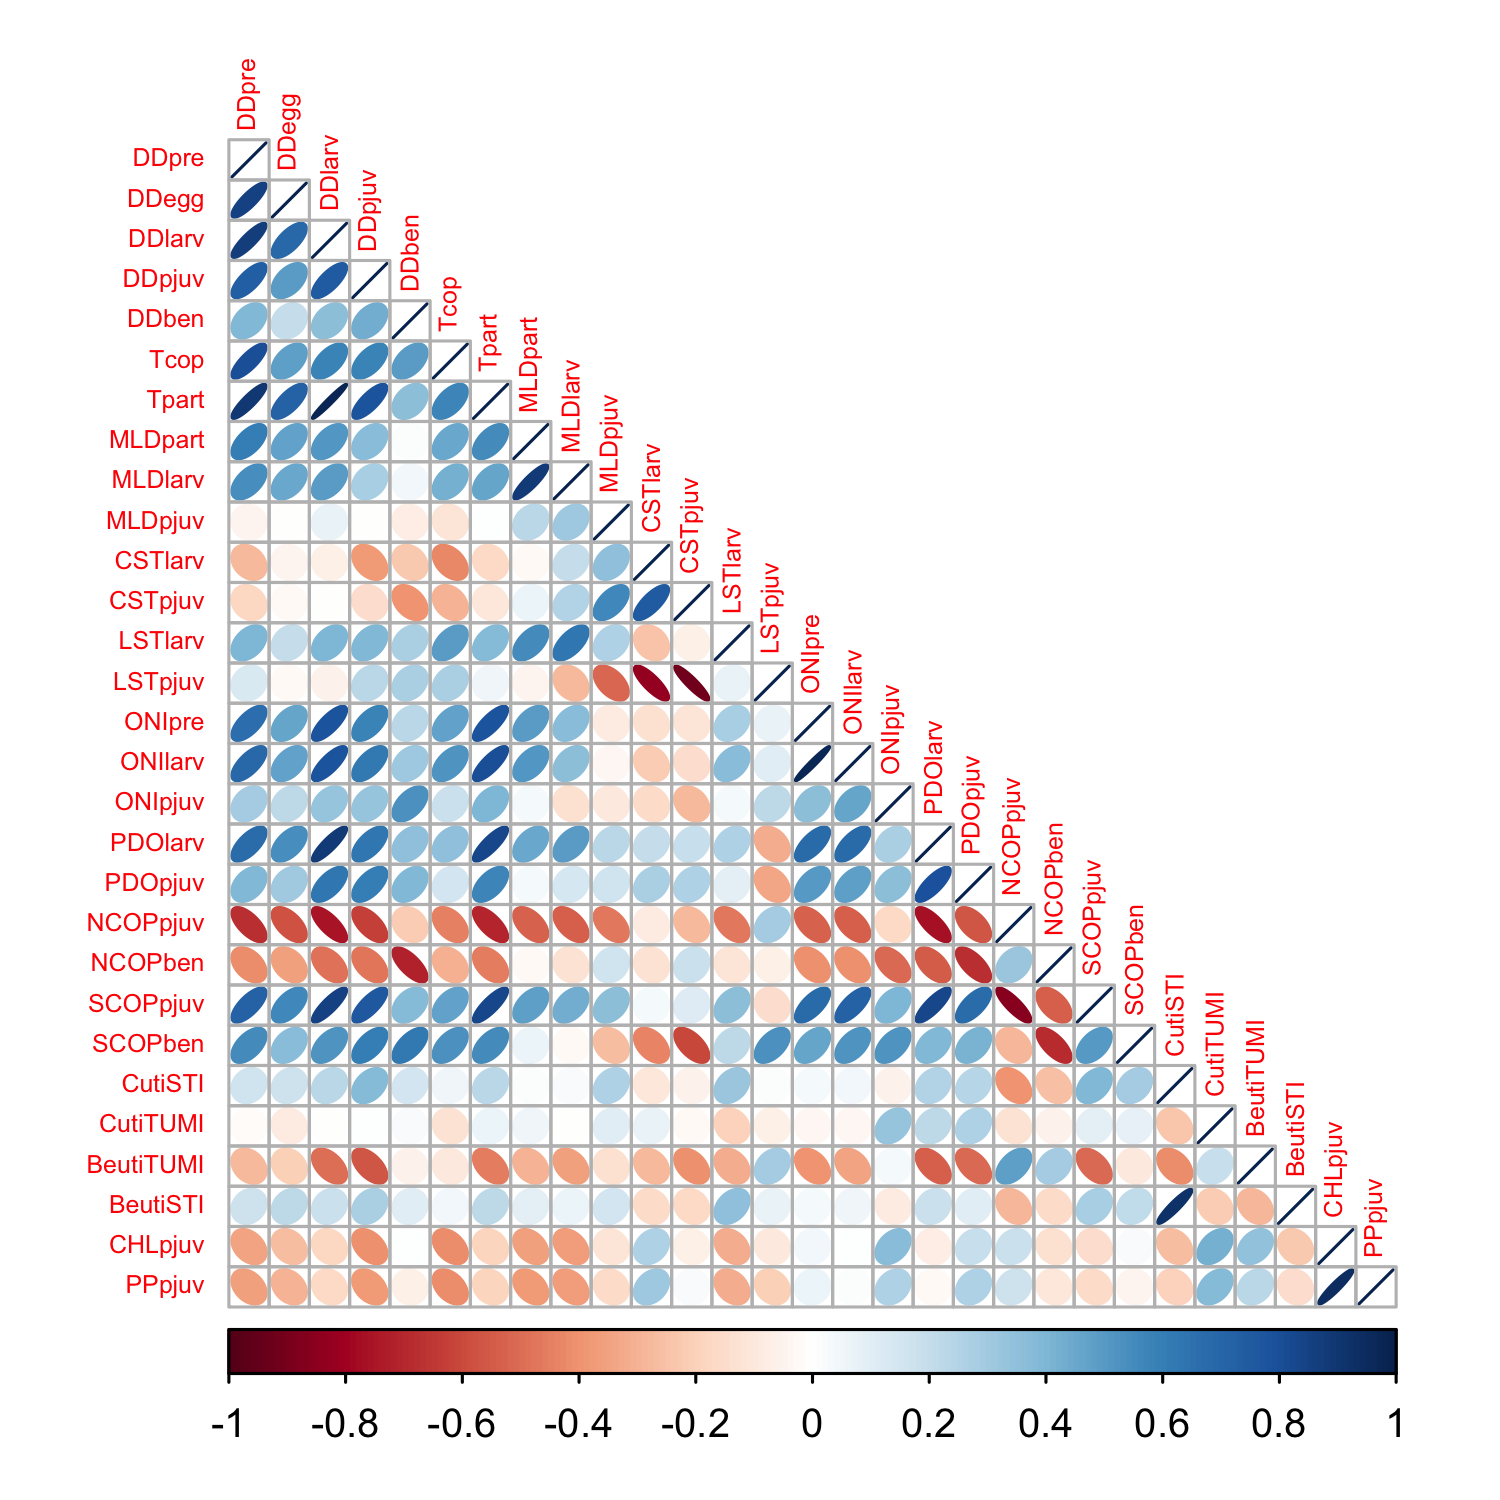 DDpre
DDegg
DDlarv
DDpjuv
DDben
Tcop
Tpart
MLDpart
MLDlarv
MLDpjuv
CSTlarv
CSTpjuv
LSTlarv
LSTpjuv
ONIpre
ONIlarv
ONIpjuv
PDOlarv
PDOpjuv
NCOPpjuv
NCOPben
SCOPpjuv
SCOPben
CutiSTI
CutiTUMI
BeutiTUMI
BeutiSTI
CHLpjuv
PPpjuv
DDpre
DDegg
DDlarv
DDpjuv
DDben
Tcop
Tpart
MLDpart
MLDlarv
MLDpjuv
CSTlarv
CSTpjuv
LSTlarv
LSTpjuv
ONIpre
ONIlarv
ONIpjuv
PDOlarv
PDOpjuv
NCOPpjuv
NCOPben
SCOPpjuv
SCOPben
CutiSTI
CutiTUMI
BeutiTUMI
BeutiSTI
CHLpjuv
PPpjuv
-1 -0.8 -0.6 -0.4 -0.2 0 0.2 0.4 0.6 0.8 1